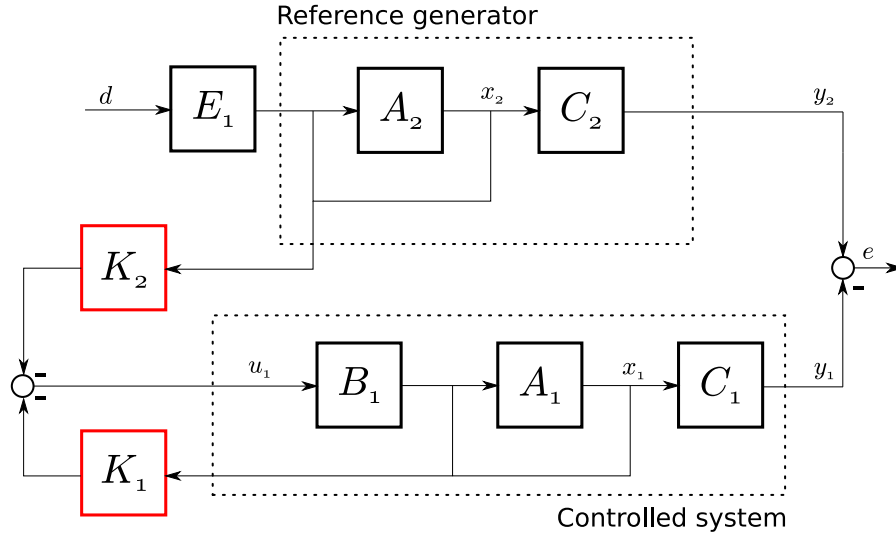 Reference generator
d
E₁
A₂
x₂
C₂
y₂
K₂
e
u₁
B₁
A₁
x₁
C₁
y₁
K₁
Controlled system